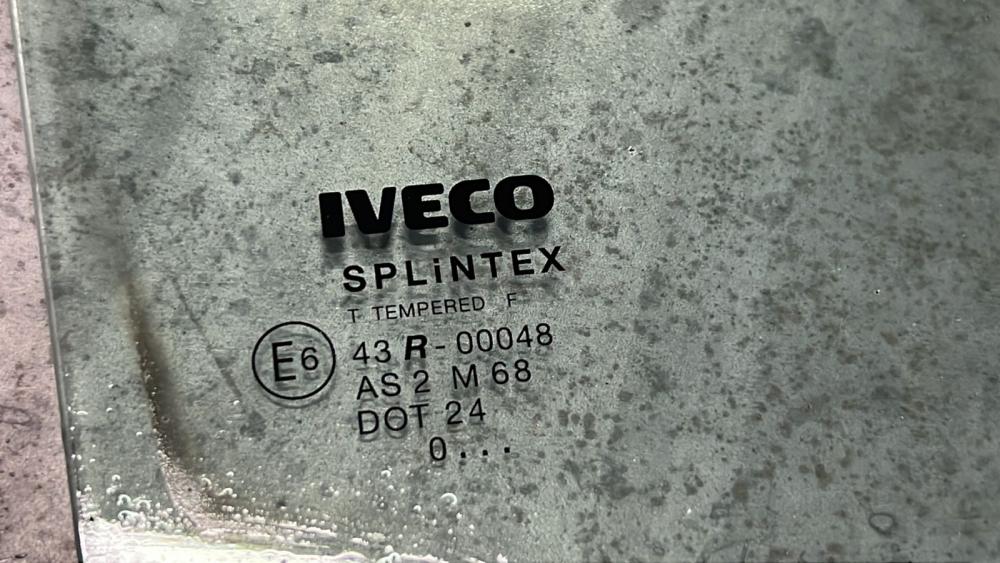 IVECO
SPLiNTEX
T TEMPERED F
E6 43 R-00048
AS 2 M 68
DOT 24
0...